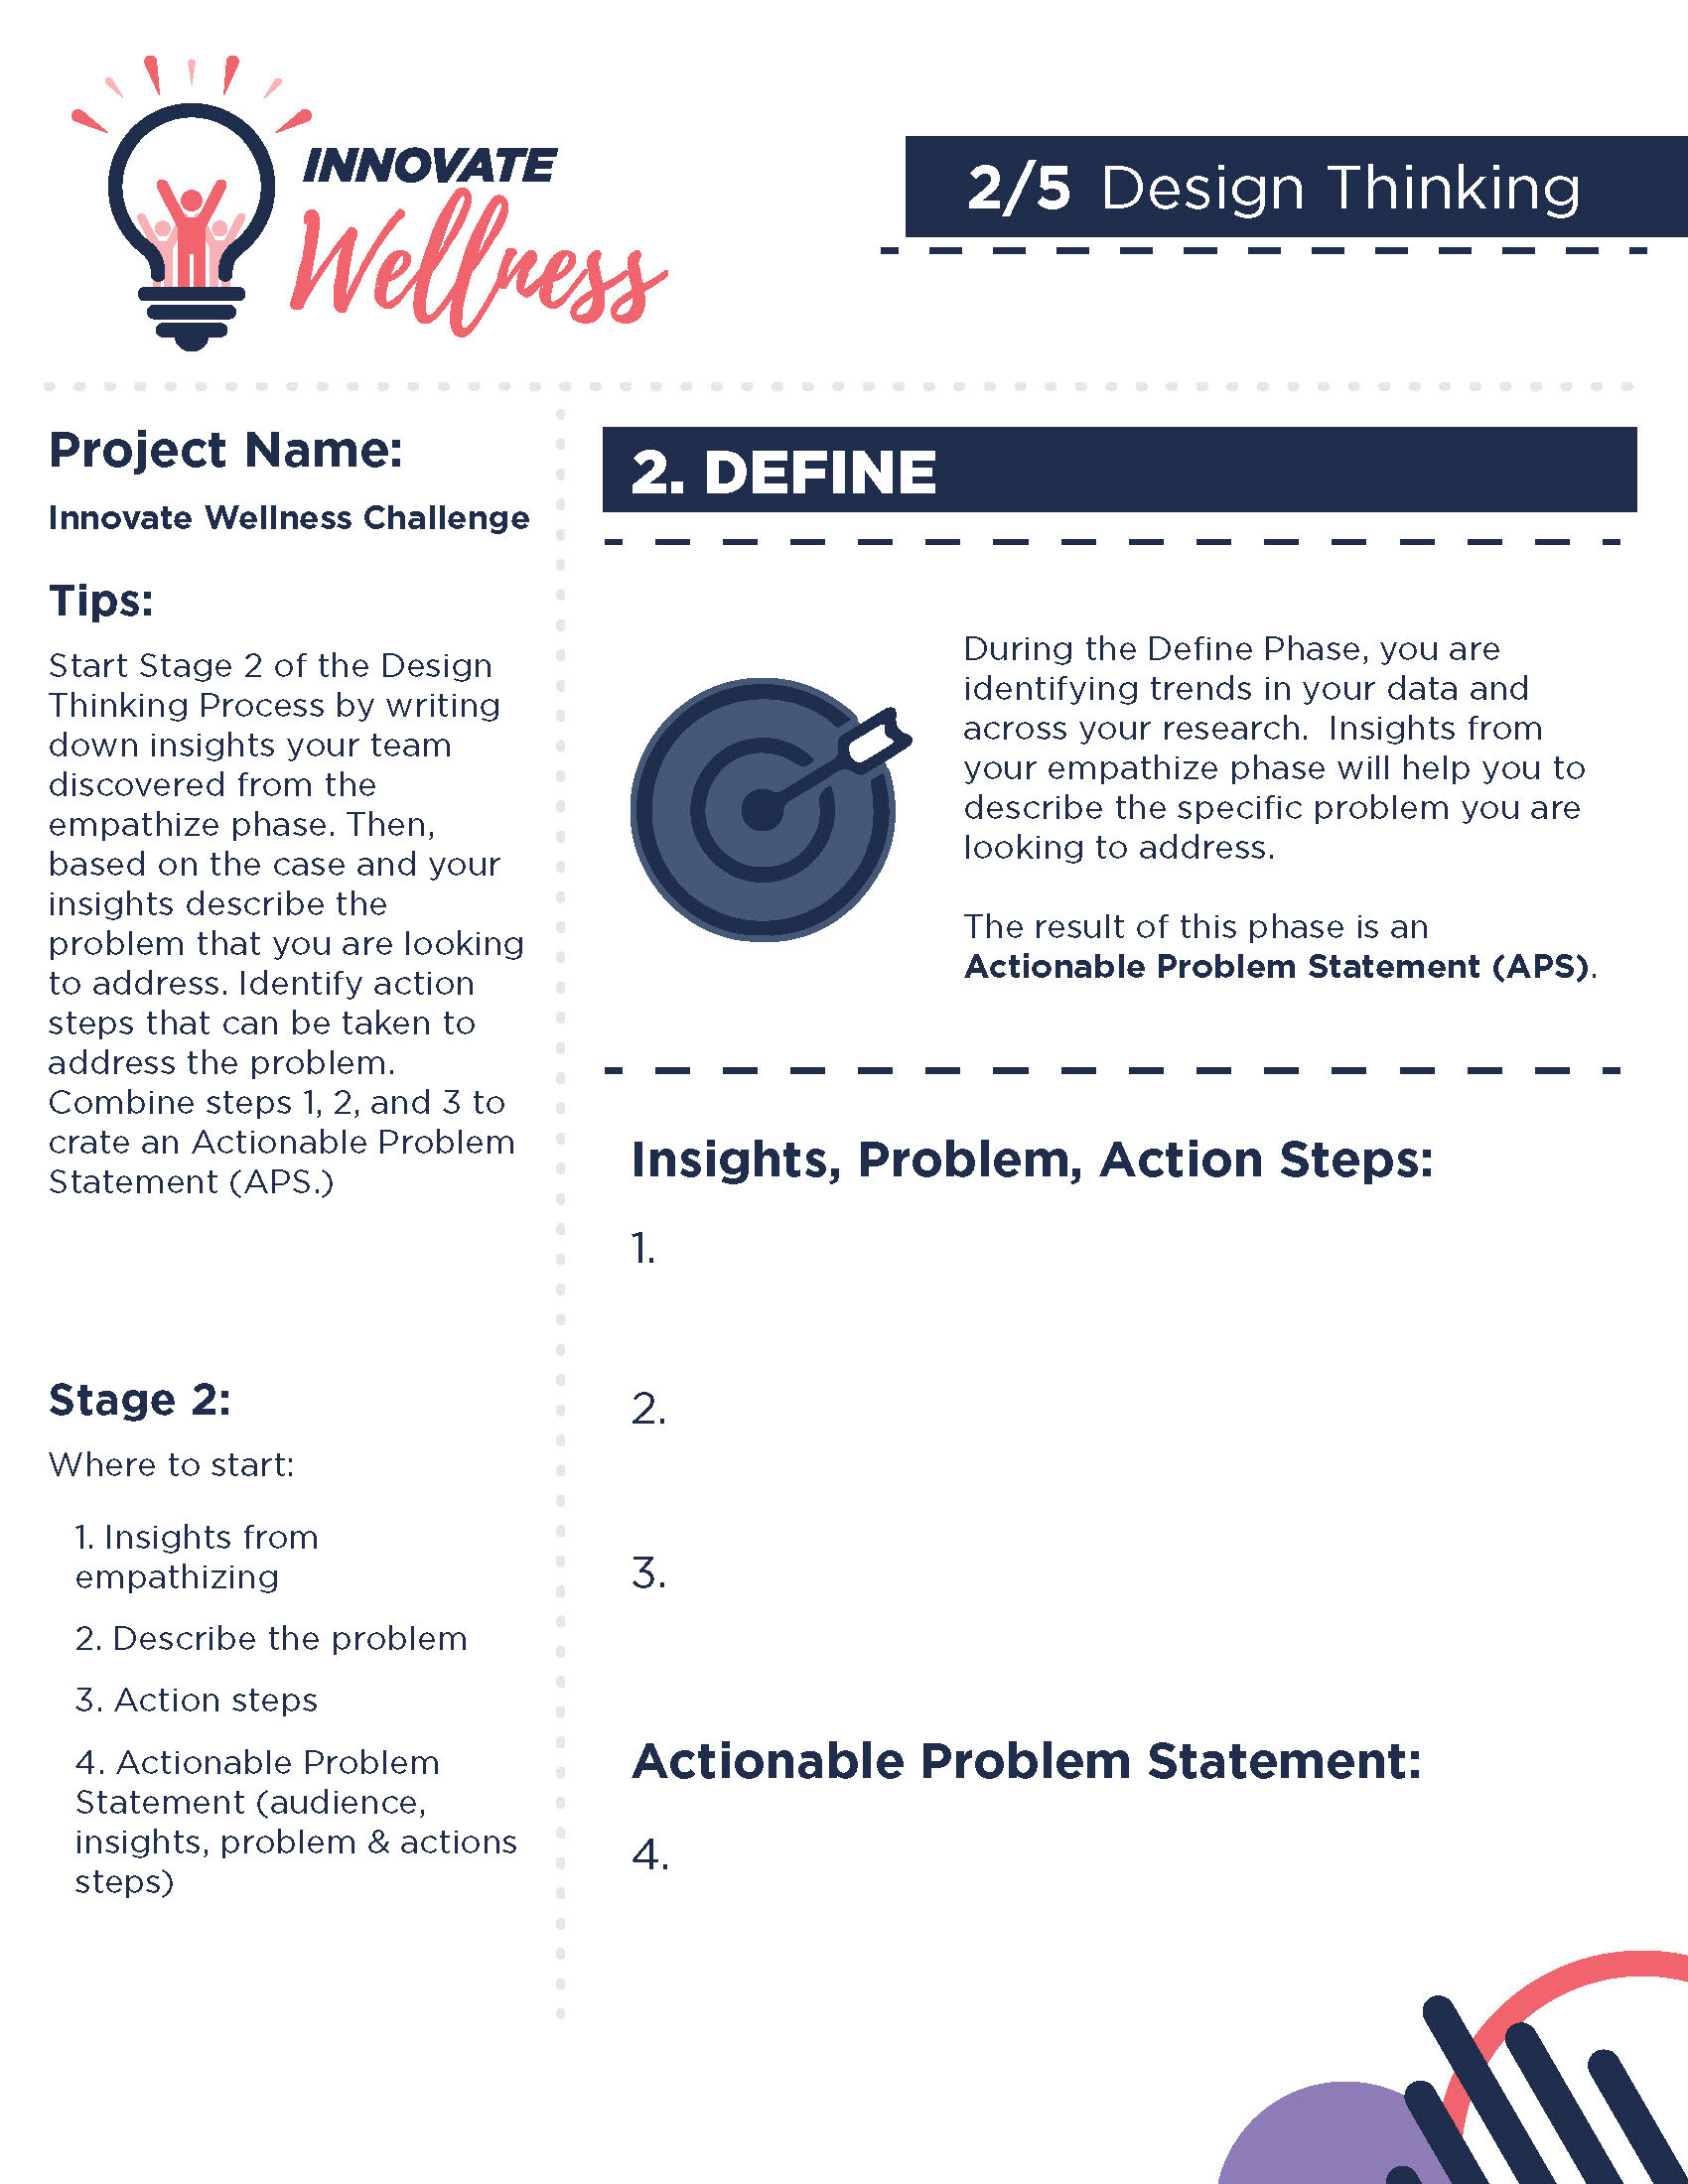 INNOVATE
Wellness
2/5 Design Thinking
Project Name:
Innovate Wellness Challenge
Tips:
Start Stage 2 of the Design
Thinking Process by writing
down insights your team
discovered from the
empathize phase. Then,
based on the case and your
insights describe the
problem that you are looking
to address. Identify action
steps that can be taken to
address the problem.
Combine steps 1, 2, and 3 to
crate an Actionable Problem
Statement (APS.)
Stage 2:
Where to start:
1. Insights from
empathizing
2. Describe the problem
3. Action steps
4. Actionable Problem
Statement (audience,
insights, problem & actions
steps)
2. DEFINE
During the Define Phase, you are
identifying trends in your data and
across your research. Insights from
your empathize phase will help you to
describe the specific problem you are
looking to address.
The result of this phase is an
Actionable Problem Statement (APS).
Insights, Problem, Action Steps:
1.
2.
3.
Actionable Problem Statement:
4.